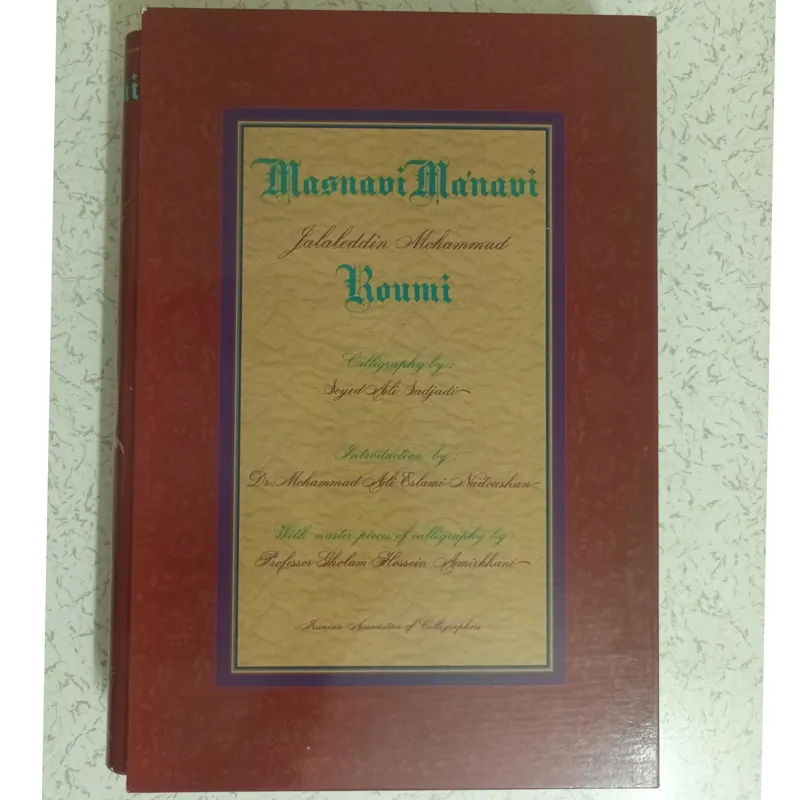 Masnavi Ma'navi
Jalaleddin Mohammad
Roumi
Calligraphy by:
Seyed Ali Sadjadi
Introduction by:
Dr. Mohammad Ali Eslami Nadoushan
With master pieces of calligraphy by:
Professor Gholam Hossein Amirkhani
Iranian Association of Calligraphers